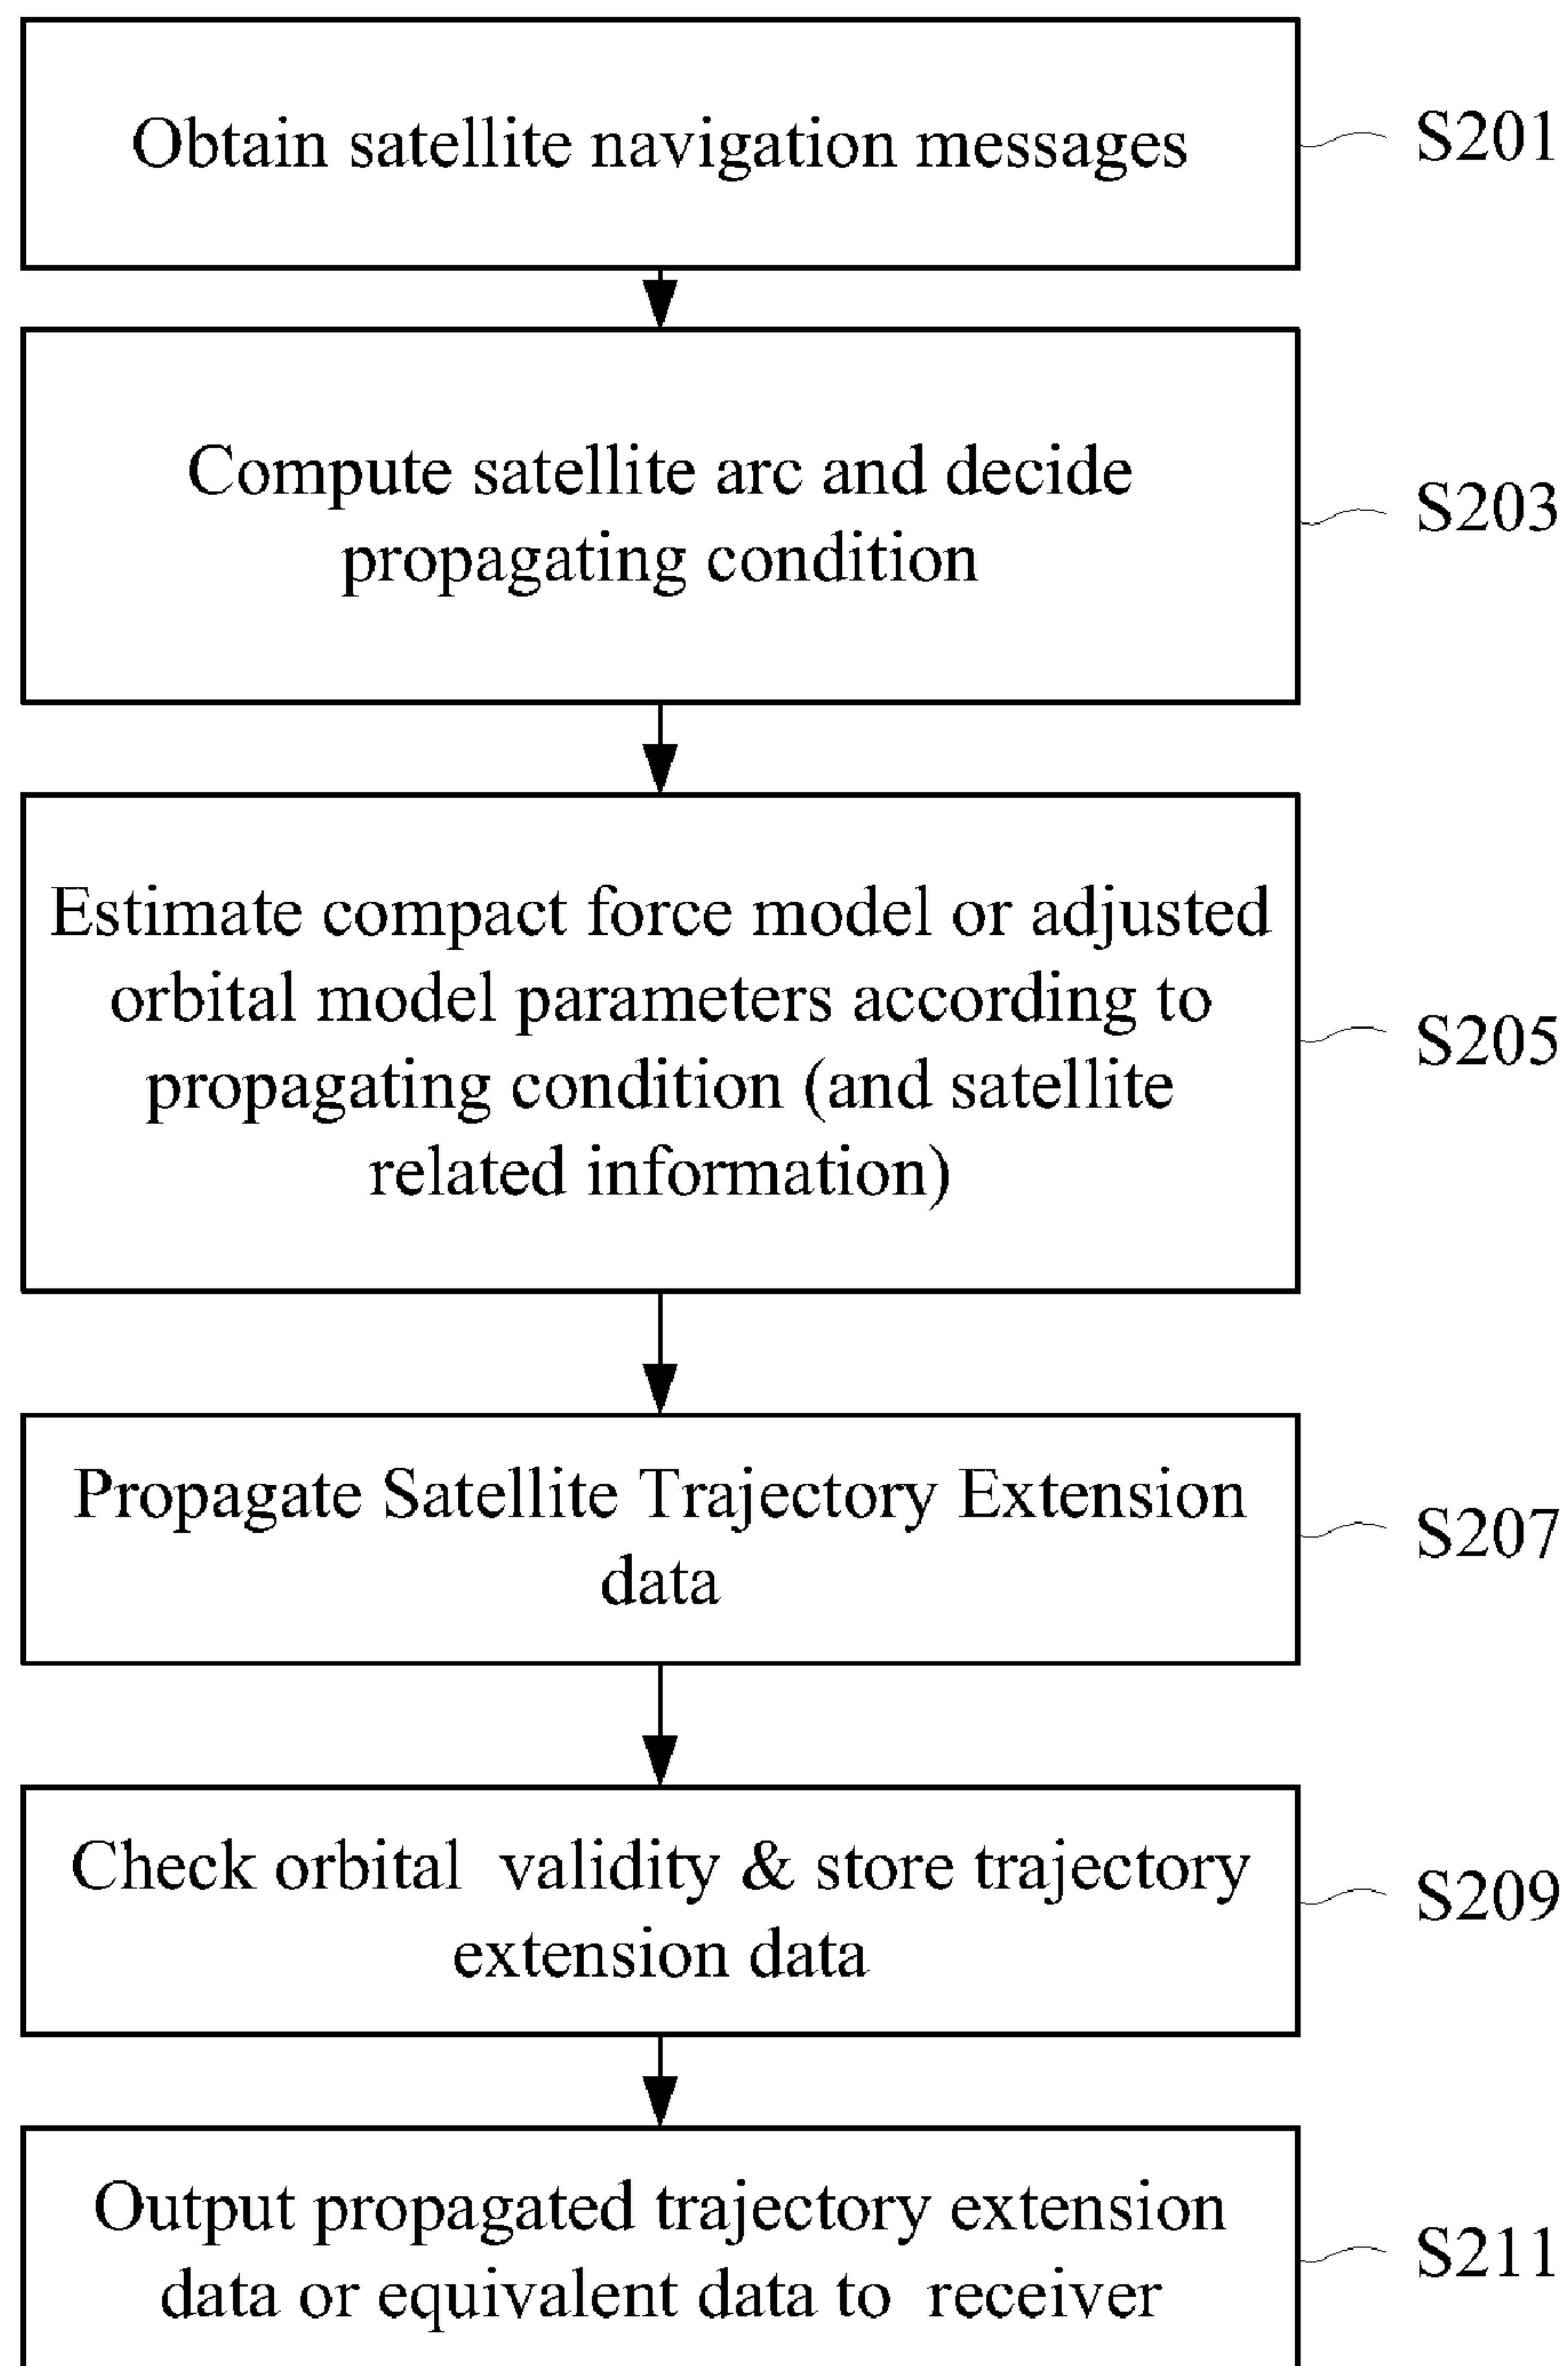 Obtain satellite navigation messages
S201
Compute satellite arc and decide
propagating condition
S203
Estimate compact force model or adjusted
orbital model parameters according to
propagating condition (and satellite
related information)
S205
Propagate Satellite Trajectory Extension
data
S207
Check orbital validity & store trajectory
extension data
S209
Output propagated trajectory extension
data or equivalent data to receiver
S211